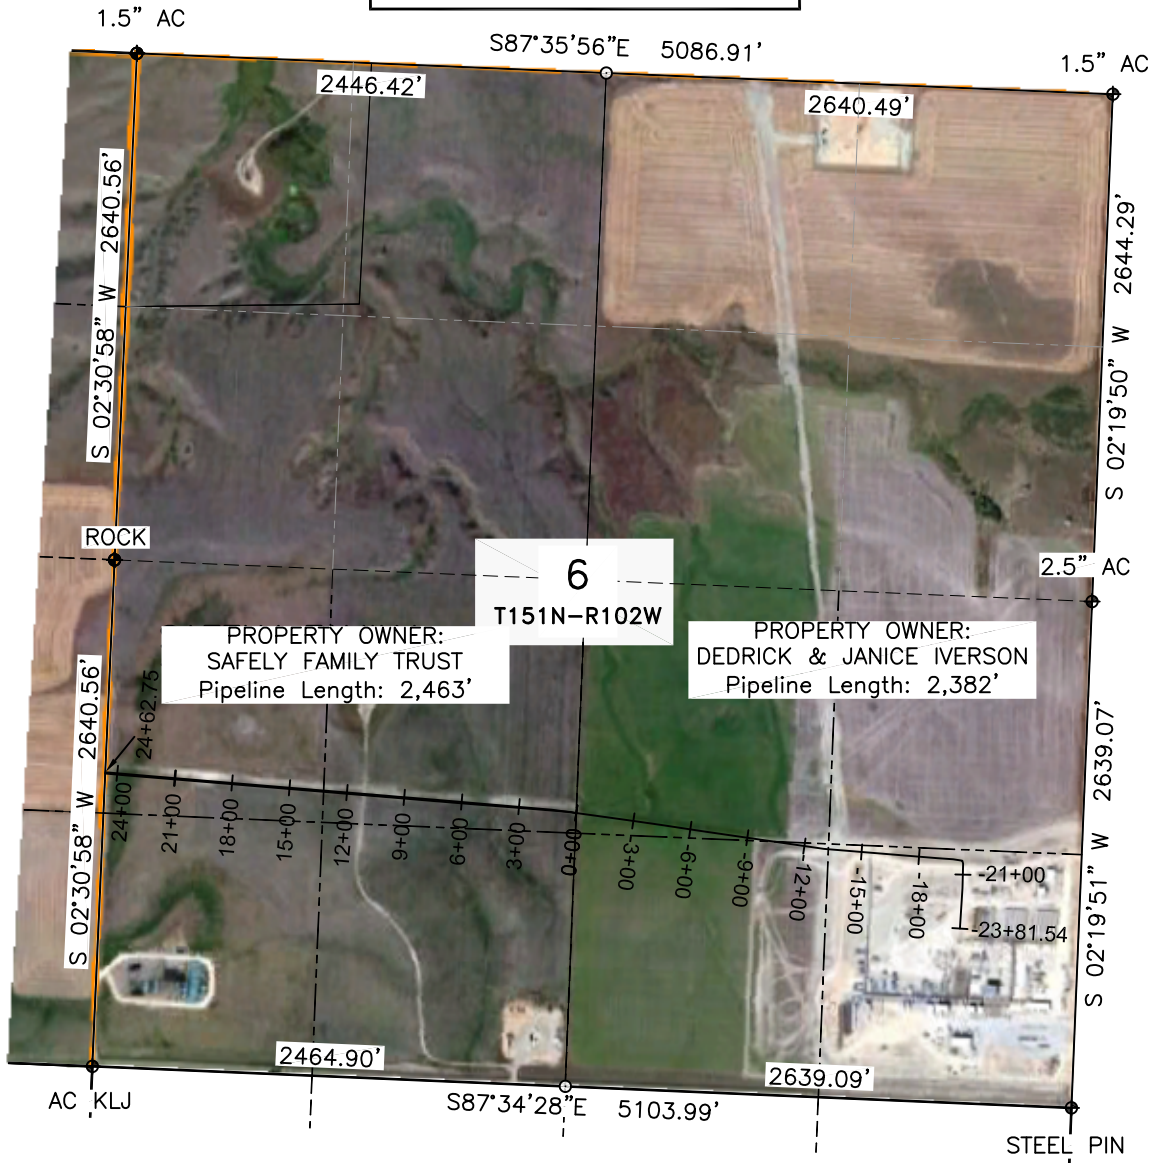 1.5" AC
S87°35'56"E 5086.91'
1.5" AC
2446.42'
2640.49'
S 02°30'58" W 2640.56'
S 02°19'50" W 2644.29'
ROCK
2.5" AC
6
T151N-R102W
PROPERTY OWNER:
SAFELY FAMILY TRUST
Pipeline Length: 2,463'
PROPERTY OWNER:
DEDRICK & JANICE IVERSON
Pipeline Length: 2,382'
S 02°30'58" W 2640.56'
S 02°19'51" W 2639.07'
24+62.75
24+00
21+00
18+00
15+00
12+00
9+00
6+00
3+00
0+00
-3+00
-6+00
-9+00
-12+00
-15+00
-18+00
-21+00
-23+81.54
2464.90'
2639.09'
AC KLJ
S87°34'28"E 5103.99'
STEEL PIN